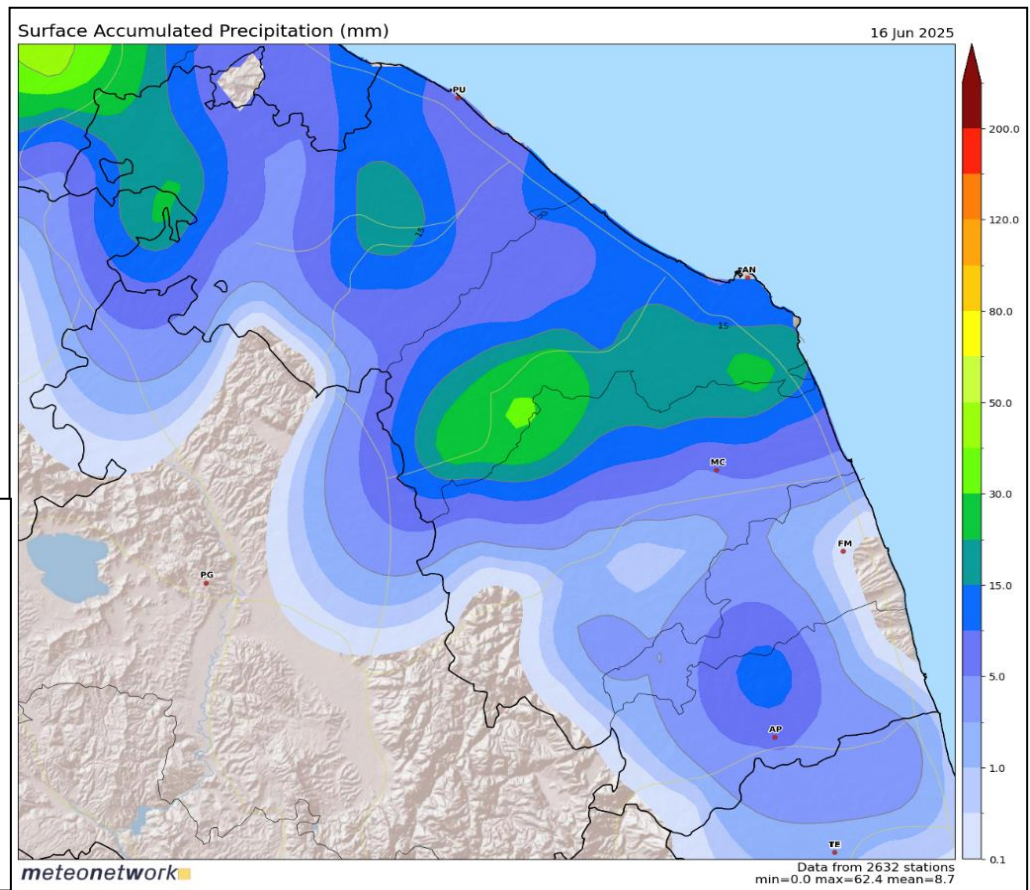 Surface Accumulated Precipitation (mm)
16 Jun 2025
PU
15
AN
15
MC
FM
PG
AP
TE
200.0
120.0
80.0
50.0
30.0
15.0
5.0
1.0
0.1
meteonetwork
Data from 2632 stations
min=0.0 max=62.4 mean=8.7